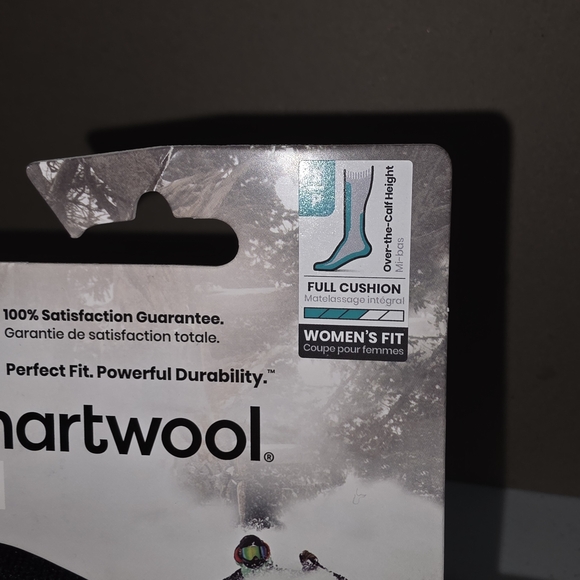 Over-the-Calf Height
Mi-bas
FULL CUSHION
Matelassage intégral
WOMEN'S FIT
Coupe pour femmes
100% Satisfaction Guarantee.
Garantie de satisfaction totale.
Perfect Fit. Powerful Durability.™
artwool®